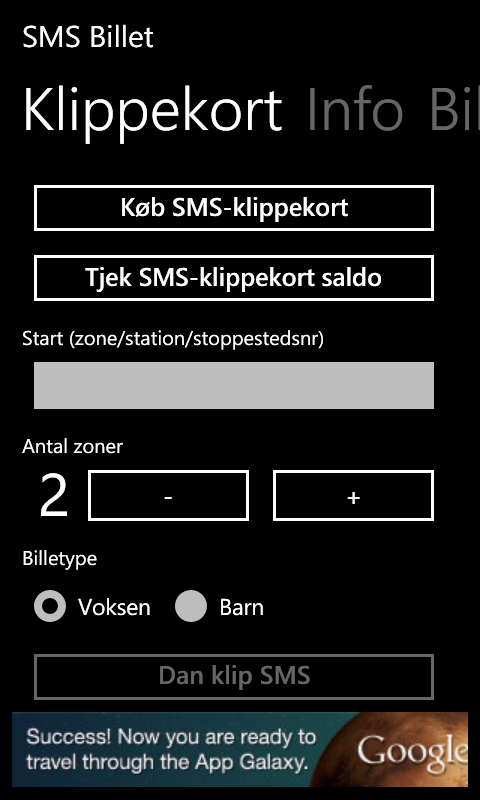 SMS Billet
Klippekort Info Bil
Køb SMS-klippekort
Tjek SMS-klippekort saldo
Start (zone/station/stoppestedsnr)
Antal zoner
2 - +
Billetype
Voksen Barn
Dan klip SMS
Success! Now you are ready to
travel through the App Galaxy.
Google